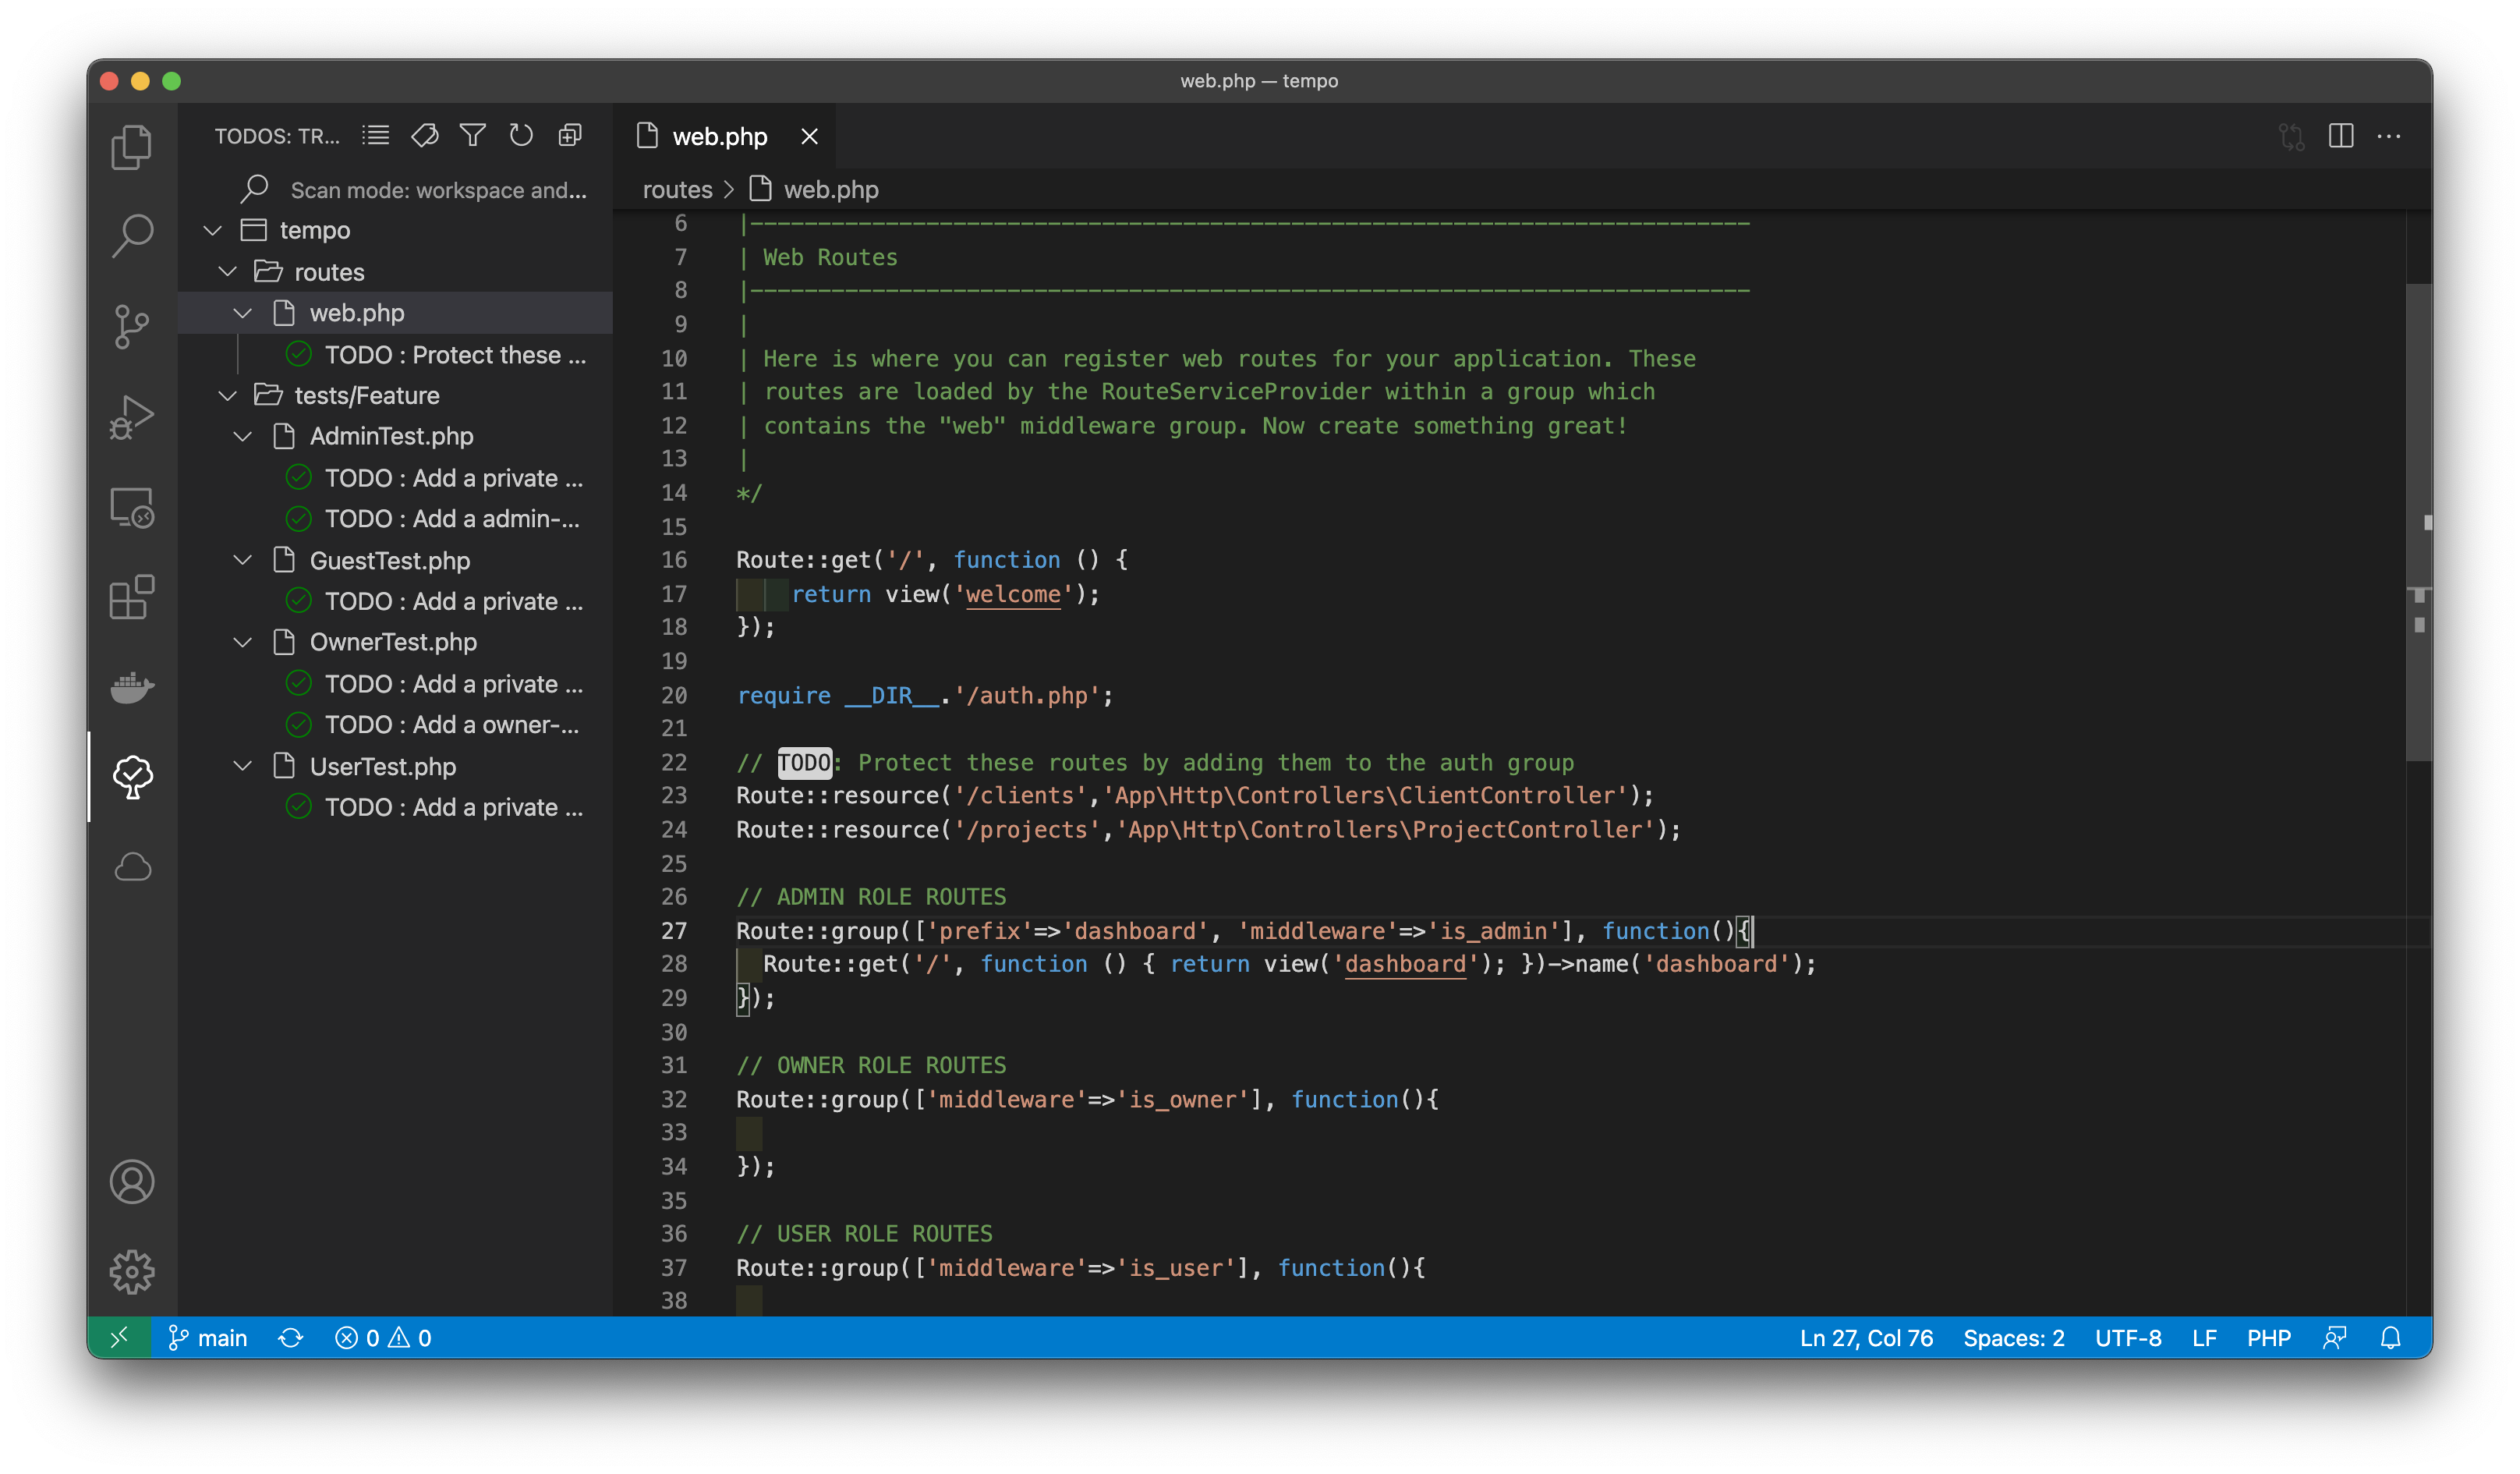 web.php — tempo
TODOS: TR...
Scan mode: workspace and...
tempo
routes
web.php
TODO : Protect these ...
tests/Feature
AdminTest.php
TODO : Add a private ...
TODO : Add a admin-...
GuestTest.php
TODO : Add a private ...
OwnerTest.php
TODO : Add a private ...
TODO : Add a owner-...
UserTest.php
TODO : Add a private ...
web.php
routes > web.php
6 |--------------------------------------------------------------------------
7 | Web Routes
8 |--------------------------------------------------------------------------
9 |
10 | Here is where you can register web routes for your application. These
11 | routes are loaded by the RouteServiceProvider within a group which
12 | contains the "web" middleware group. Now create something great!
13 |
14 */
15
16 Route::get('/', function () {
17 return view('welcome');
18 });
19
20 require __DIR__.'/auth.php';
21
22 // TODO: Protect these routes by adding them to the auth group
23 Route::resource('/clients','App\Http\Controllers\ClientController');
24 Route::resource('/projects','App\Http\Controllers\ProjectController');
25
26 // ADMIN ROLE ROUTES
27 Route::group(['prefix'=>'dashboard', 'middleware'=>'is_admin'], function(){
28 Route::get('/', function () { return view('dashboard'); })->name('dashboard');
29 });
30
31 // OWNER ROLE ROUTES
32 Route::group(['middleware'=>'is_owner'], function(){
33
34 });
35
36 // USER ROLE ROUTES
37 Route::group(['middleware'=>'is_user'], function(){
38
main 0 0 Ln 27, Col 76 Spaces: 2 UTF-8 LF PHP